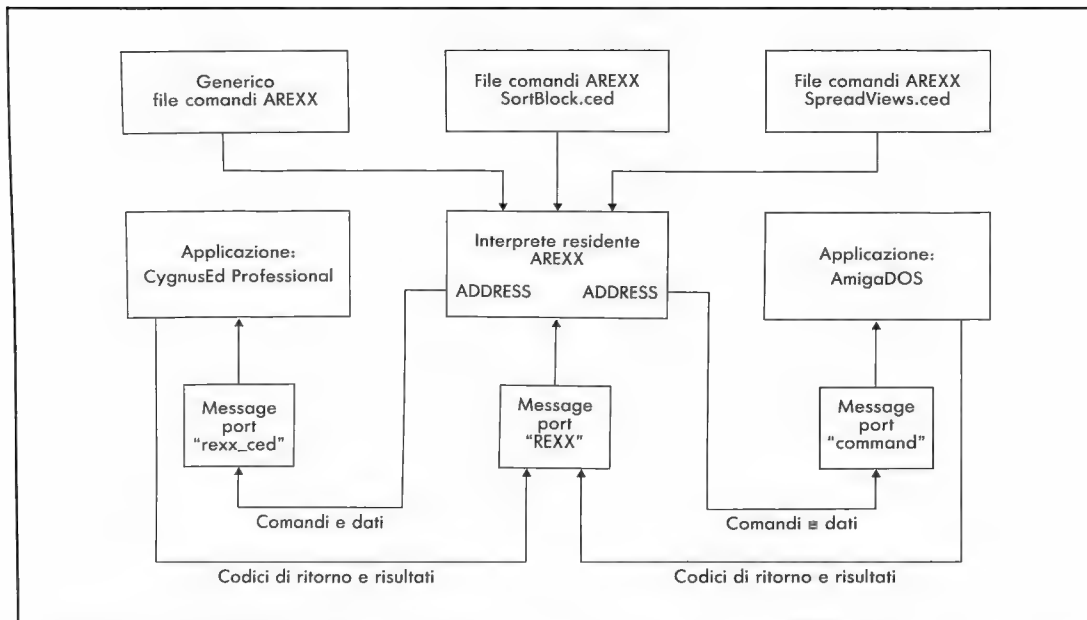 Generico
file comandi AREXX
File comandi AREXX
SortBlock.ced
File comandi AREXX
SpreadViews.ced
Applicazione:
CygnusEd Professional
Interprete residente
AREXX
ADDRESS ADDRESS
Applicazione:
AmigaDOS
Message
port
"rexx_ced"
Message
port
"REXX"
Message
port
"command"
Comandi e dati
Comandi e dati
Codici di ritorno e risultati
Codici di ritorno e risultati